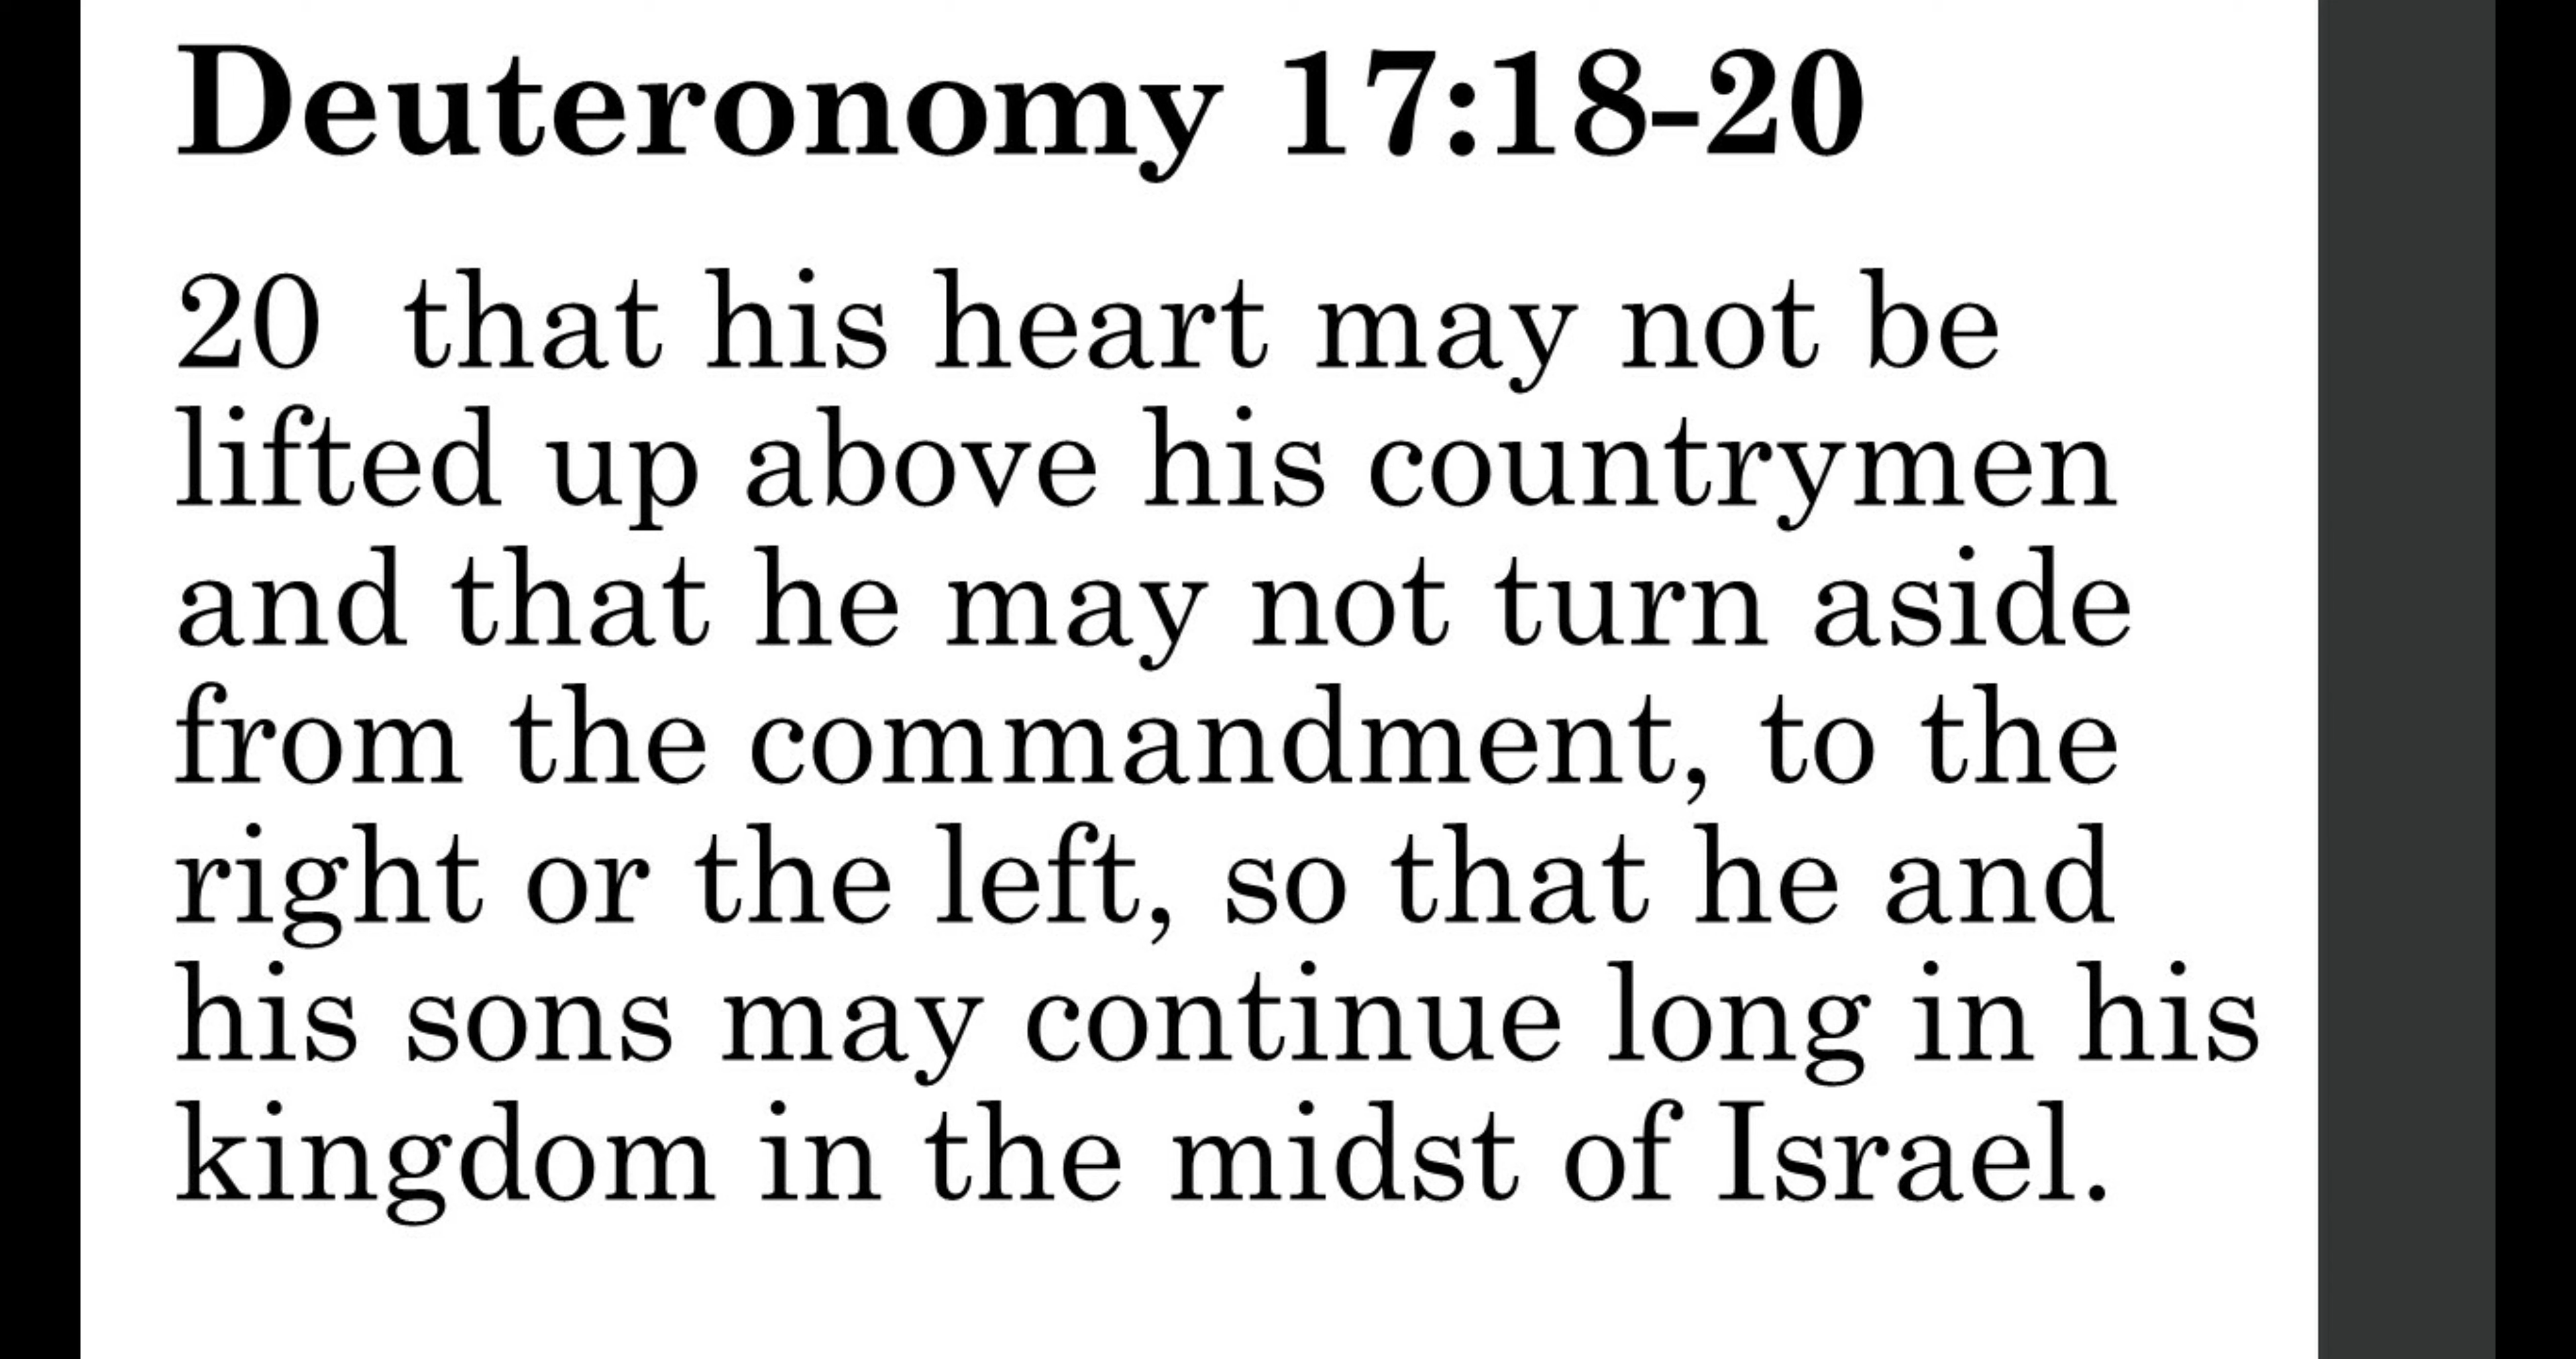 Deuteronomy 17:18-20
20 that his heart may not be
lifted up above his countrymen
and that he may not turn aside
from the commandment, to the
right or the left, so that he and
his sons may continue long in his
kingdom in the midst of Israel.